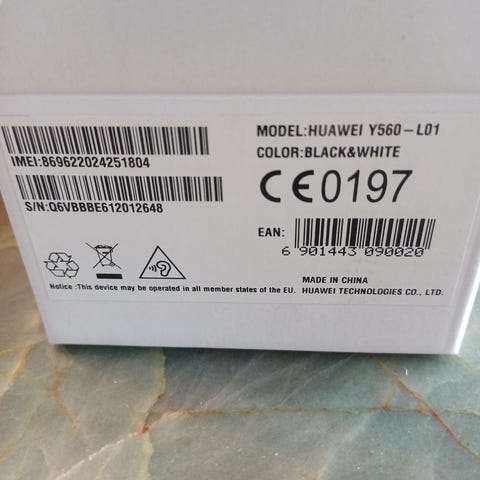 IMEI:869622024251804
S/N:Q6VBBBE612012648
MODEL:HUAWEI Y560-L01
COLOR:BLACK&WHITE
CE0197
EAN:
6 901443 090020
Notice :This device may be operated in all member states of the EU.
MADE IN CHINA
HUAWEI TECHNOLOGIES CO., LTD.